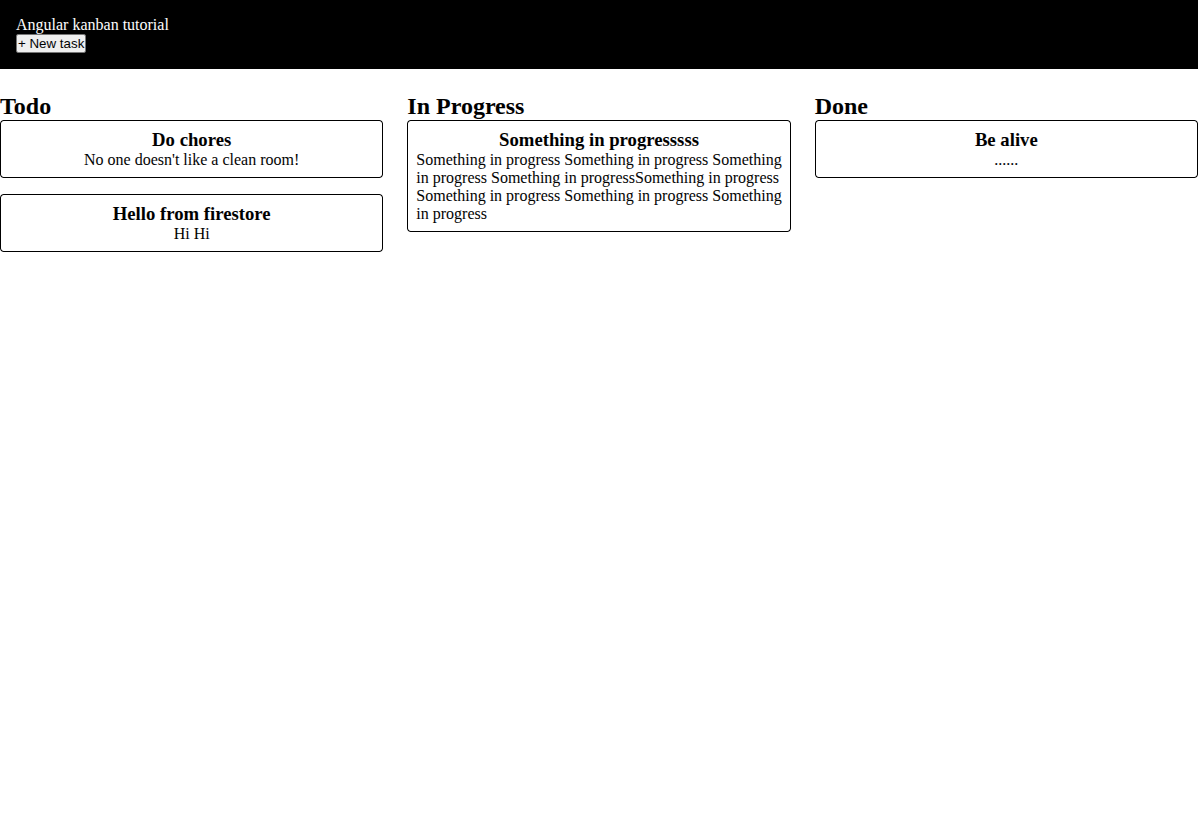 Angular kanban tutorial
+ New task
Todo
Do chores
No one doesn't like a clean room!
Hello from firestore
Hi Hi
In Progress
Something in progresssss
Something in progress Something in progress Something
in progress Something in progressSomething in progress
Something in progress Something in progress Something
in progress
Done
Be alive
......